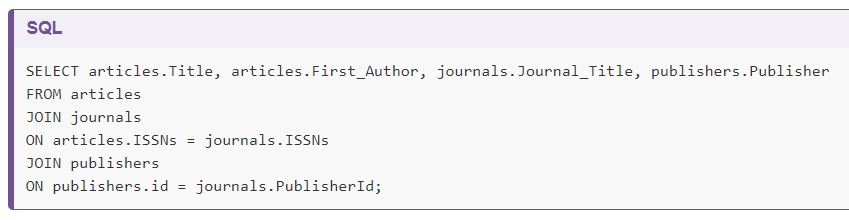 SQL
SELECT articles.Title, articles.First_Author, journals.Journal_Title, publishers.Publisher
FROM articles
JOIN journals
ON articles.ISSNs = journals.ISSNs
JOIN publishers
ON publishers.id = journals.PublisherId;